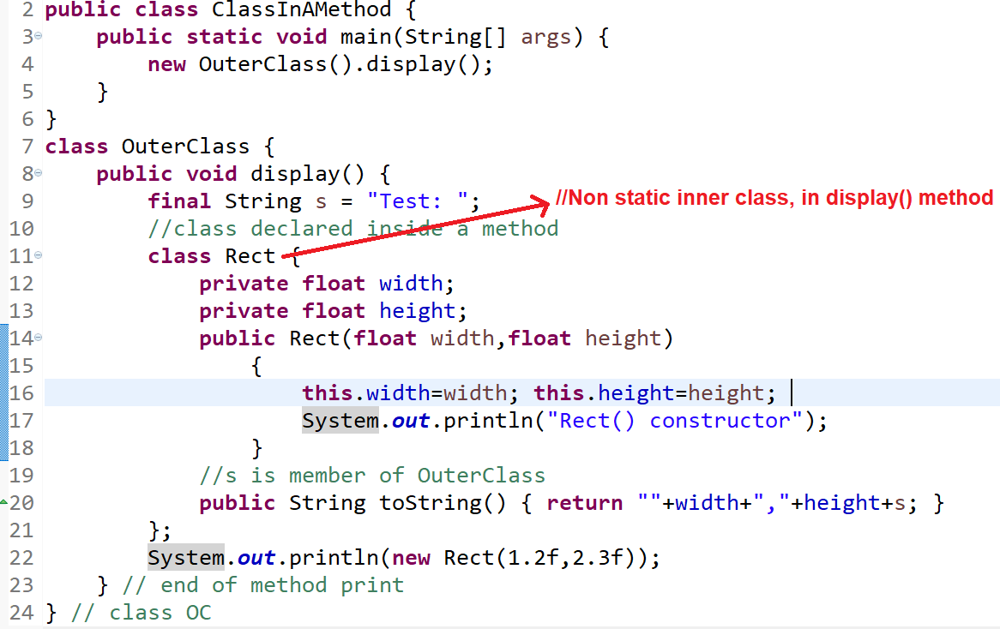 2 public class ClassInAMethod {
3 public static void main(String[] args) {
4 new OuterClass().display();
5 }
6 }
7 class OuterClass {
8 public void display() {
9 final String s = "Test: "; //Non static inner class, in display() method
10 //class declared inside a method
11 class Rect {
12 private float width;
13 private float height;
14 public Rect(float width,float height)
15 {
16 this.width=width; this.height=height;
17 System.out.println("Rect() constructor");
18 }
19 //s is member of OuterClass
20 public String toString() { return ""+width+","+height+s; }
21 };
22 System.out.println(new Rect(1.2f,2.3f));
23 } // end of method print
24 } // class OC